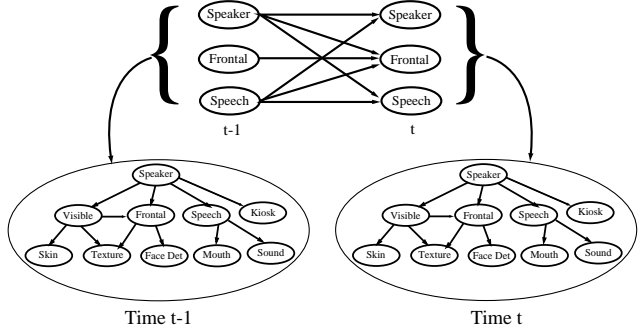 Speaker Speaker
Frontal Frontal
Speech Speech
t-1 t
Speaker Speaker
Visible Frontal Speech Kiosk Visible Frontal Speech Kiosk
Skin Texture Face Det Mouth Sound Skin Texture Face Det Mouth Sound
Time t-1 Time t